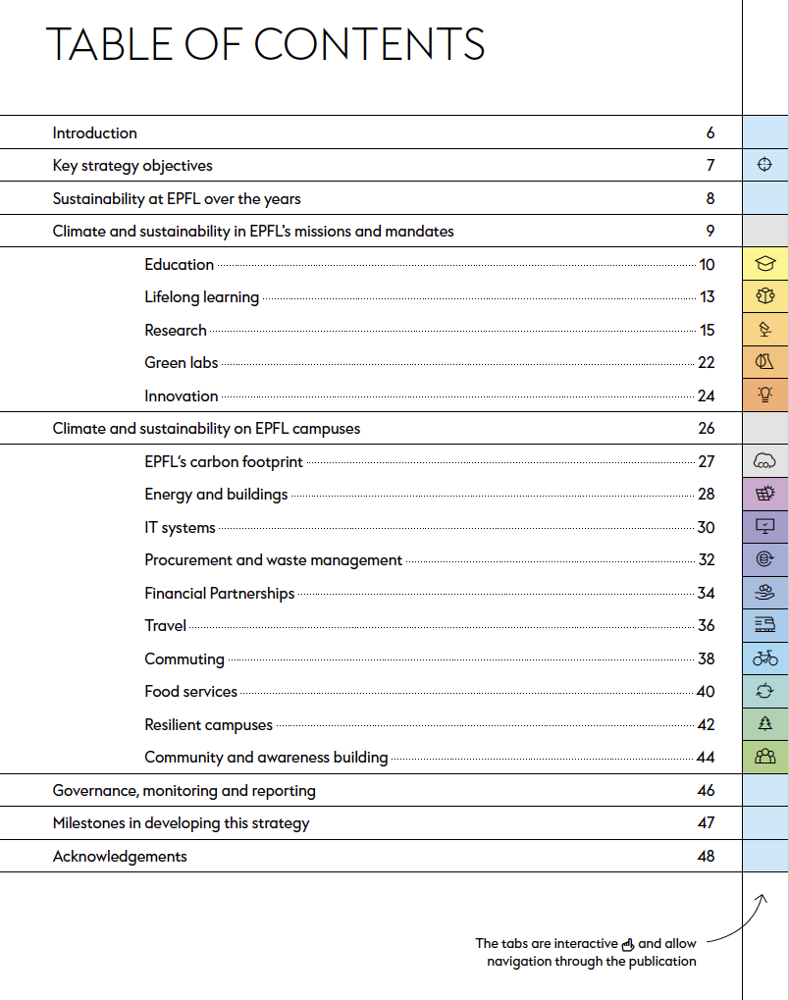 TABLE OF CONTENTS
Introduction 6
Key strategy objectives 7
Sustainability at EPFL over the years 8
Climate and sustainability in EPFL's missions and mandates 9
Education 10
Lifelong learning 13
Research 15
Green labs 22
Innovation 24
Climate and sustainability on EPFL campuses 26
EPFL's carbon footprint 27
CO₂
Energy and buildings 28
IT systems 30
Procurement and waste management 32
Financial Partnerships 34
Travel 36
Commuting 38
Food services 40
Resilient campuses 42
Community and awareness building 44
Governance, monitoring and reporting 46
Milestones in developing this strategy 47
Acknowledgements 48
The tabs are interactive and allow
navigation through the publication